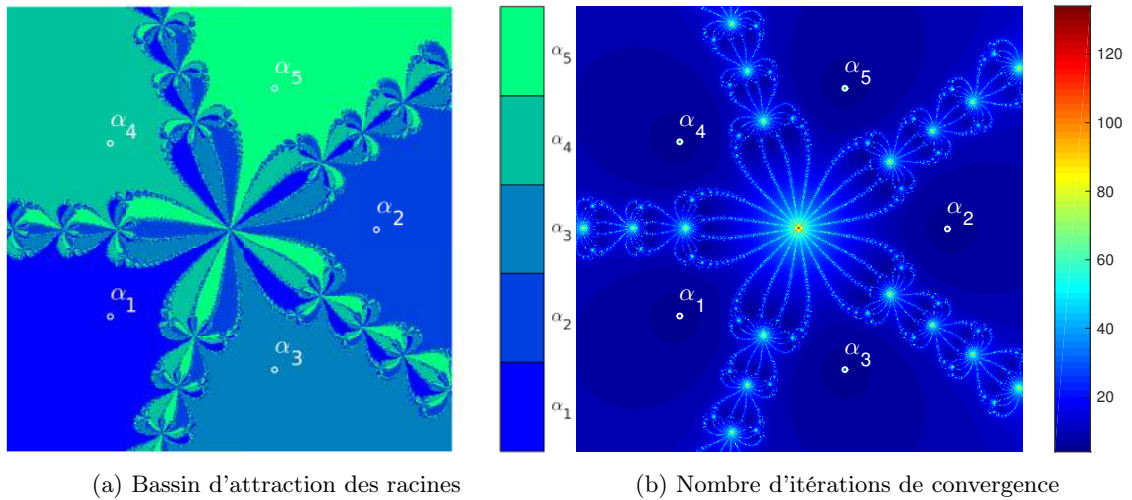 α5
α4
α2
α1
α3
α5
α4
α3
α2
α1
α5
α4
α2
α1
α3
120
100
80
60
40
20
(a) Bassin d'attraction des racines
(b) Nombre d'itérations de convergence